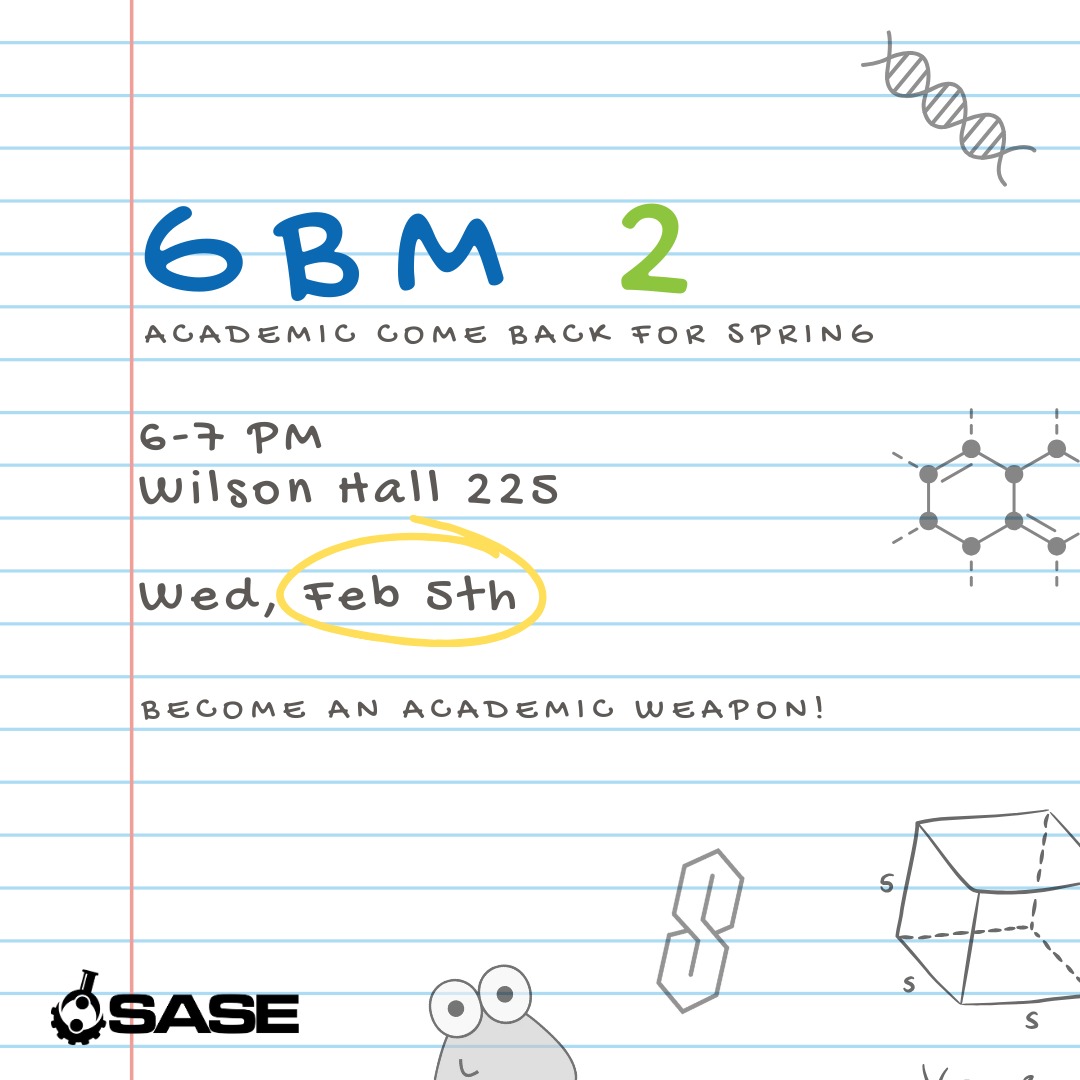 GBM 2
ACADEMIC COME BACK FOR SPRING
6-7 PM
Wilson Hall 225
Wed, Feb 5th
BECOME AN ACADEMIC WEAPON!
S
S
S
SASE